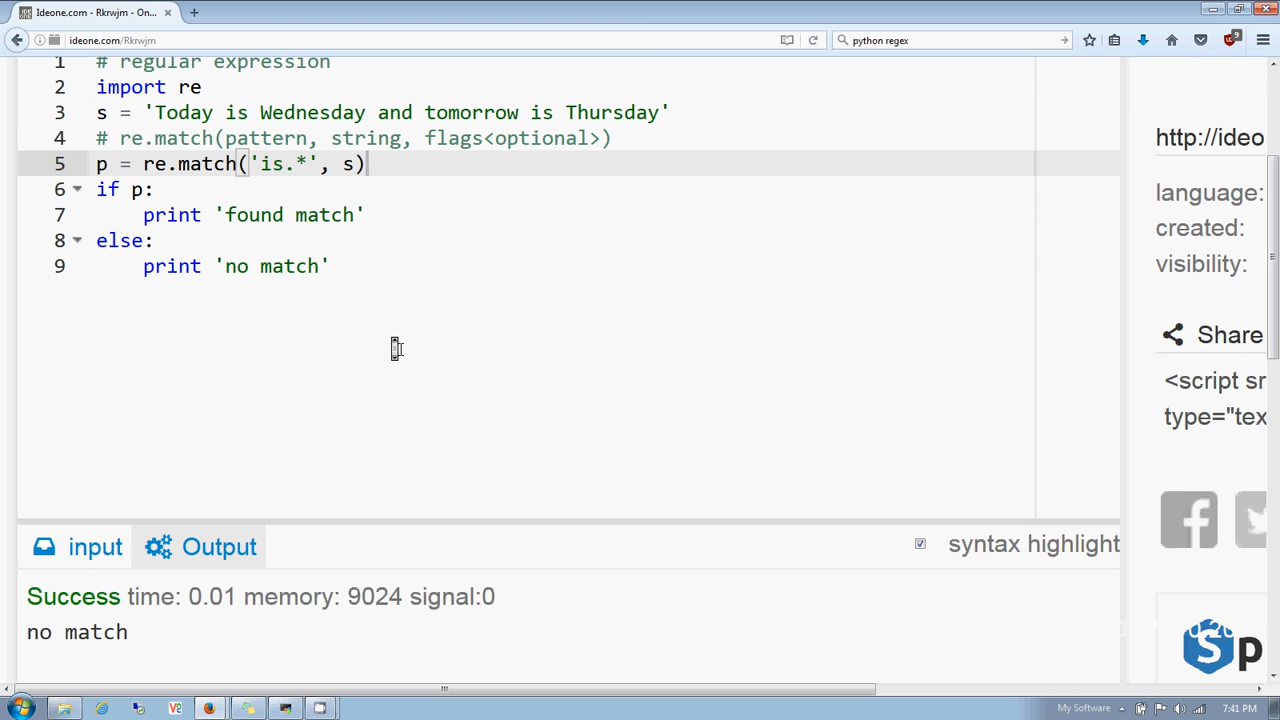 Ideone.com - Rkrwjm - On...
ideone.com/Rkrwjm
python regex
9
1 # regular expression
2 import re
3 s = 'Today is Wednesday and tomorrow is Thursday'
4 # re.match(pattern, string, flags<optional>)
5 p = re.match('is.*', s)
6 if p:
7 print 'found match'
8 else:
9 print 'no match'
http://ideo
language:
created:
visibility:
Share
<script sr
type="tex
input
Output
syntax highlight
Success time: 0.01 memory: 9024 signal:0
no match
S p
My Software
7:41 PM